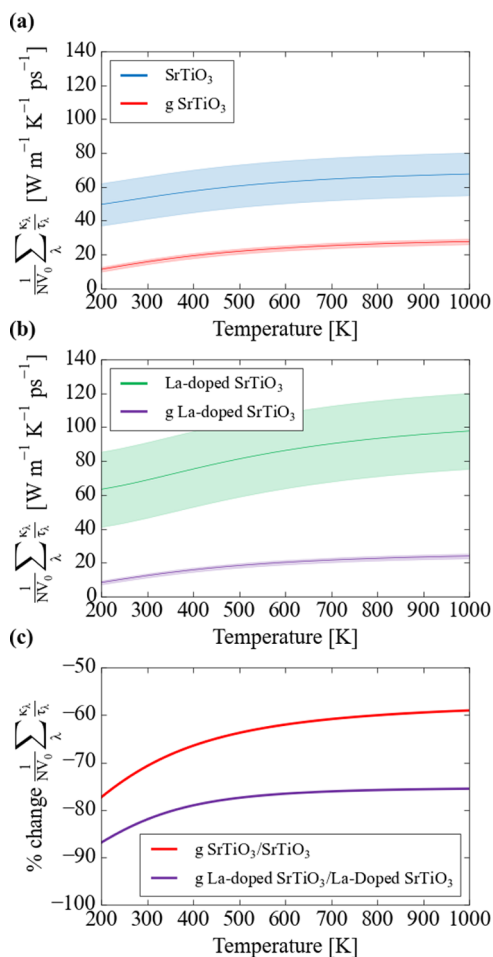 (a)
140
120
100
80
60
40
20
0
SrTiO₃
g SrTiO₃
1/NV₀ ∑λ κλ/τλ [W m⁻¹ K⁻¹ ps⁻¹]
200 300 400 500 600 700 800 900 1000
Temperature [K]
(b)
140
120
100
80
60
40
20
0
La-doped SrTiO₃
g La-doped SrTiO₃
1/NV₀ ∑λ κλ/τλ [W m⁻¹ K⁻¹ ps⁻¹]
200 300 400 500 600 700 800 900 1000
Temperature [K]
(c)
−50
−60
−70
−80
−90
−100
% change 1/NV₀ ∑λ κλ/τλ
g SrTiO₃/SrTiO₃
g La-doped SrTiO₃/La-Doped SrTiO₃
200 300 400 500 600 700 800 900 1000
Temperature [K]